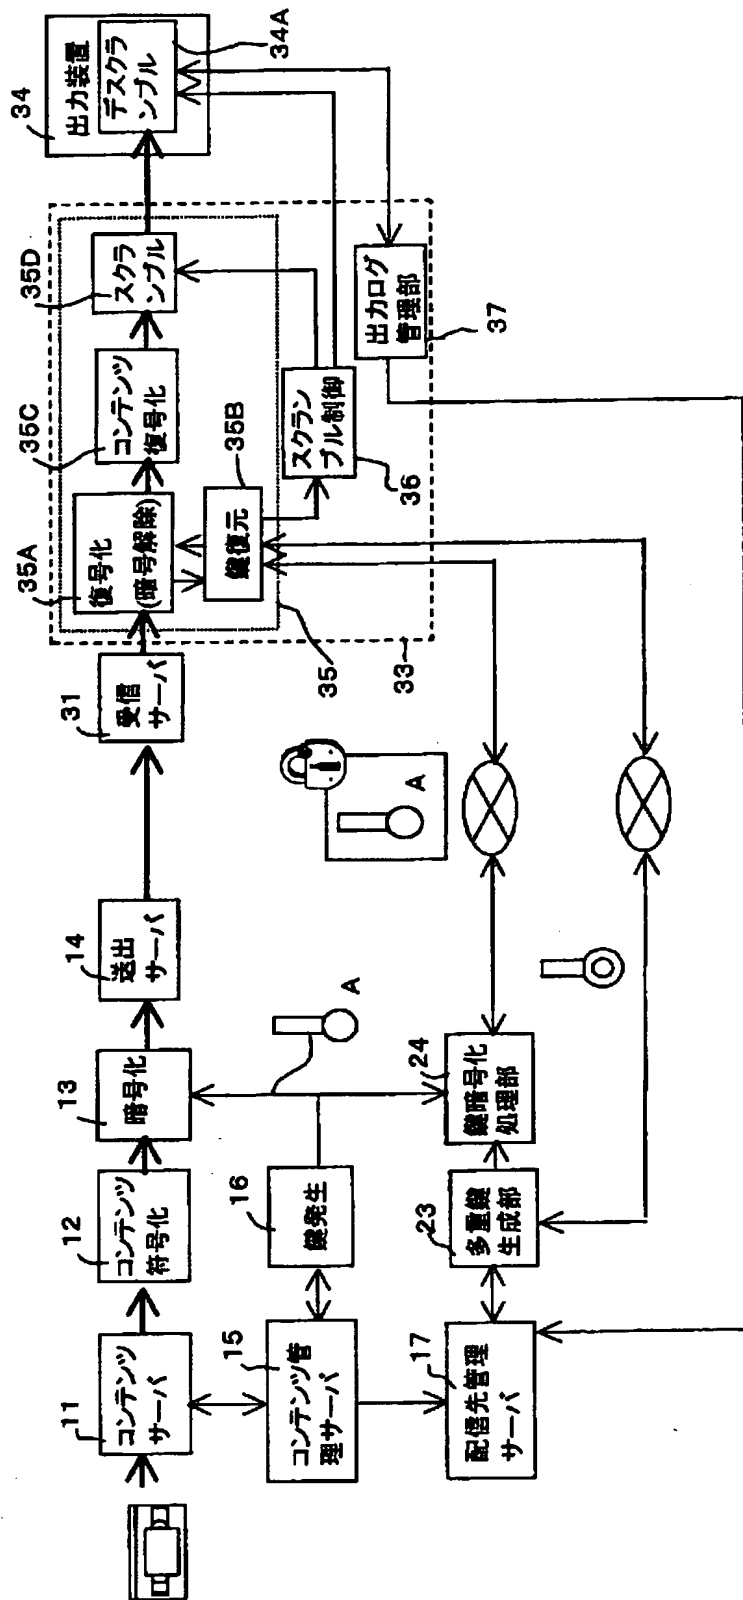 11
コンテンツ
サーバ
12
コンテンツ
符号化
13
暗号化
14
送出
サーバ
31
受信
サーバ
35A
復号化
(暗号解除)
35C
コンテンツ
復号化
35D
スクラ
ンブル
34
出力装置
デスクラ
ンブル
34A
15
コンテンツ管
理サーバ
16
鍵発生
A
A
35B
鍵復元
35
33
スクラン
ブル制御
36
出力ログ
管理部
37
17
配信先管理
サーバ
23
多重鍵
生成部
24
鍵暗号化
処理部